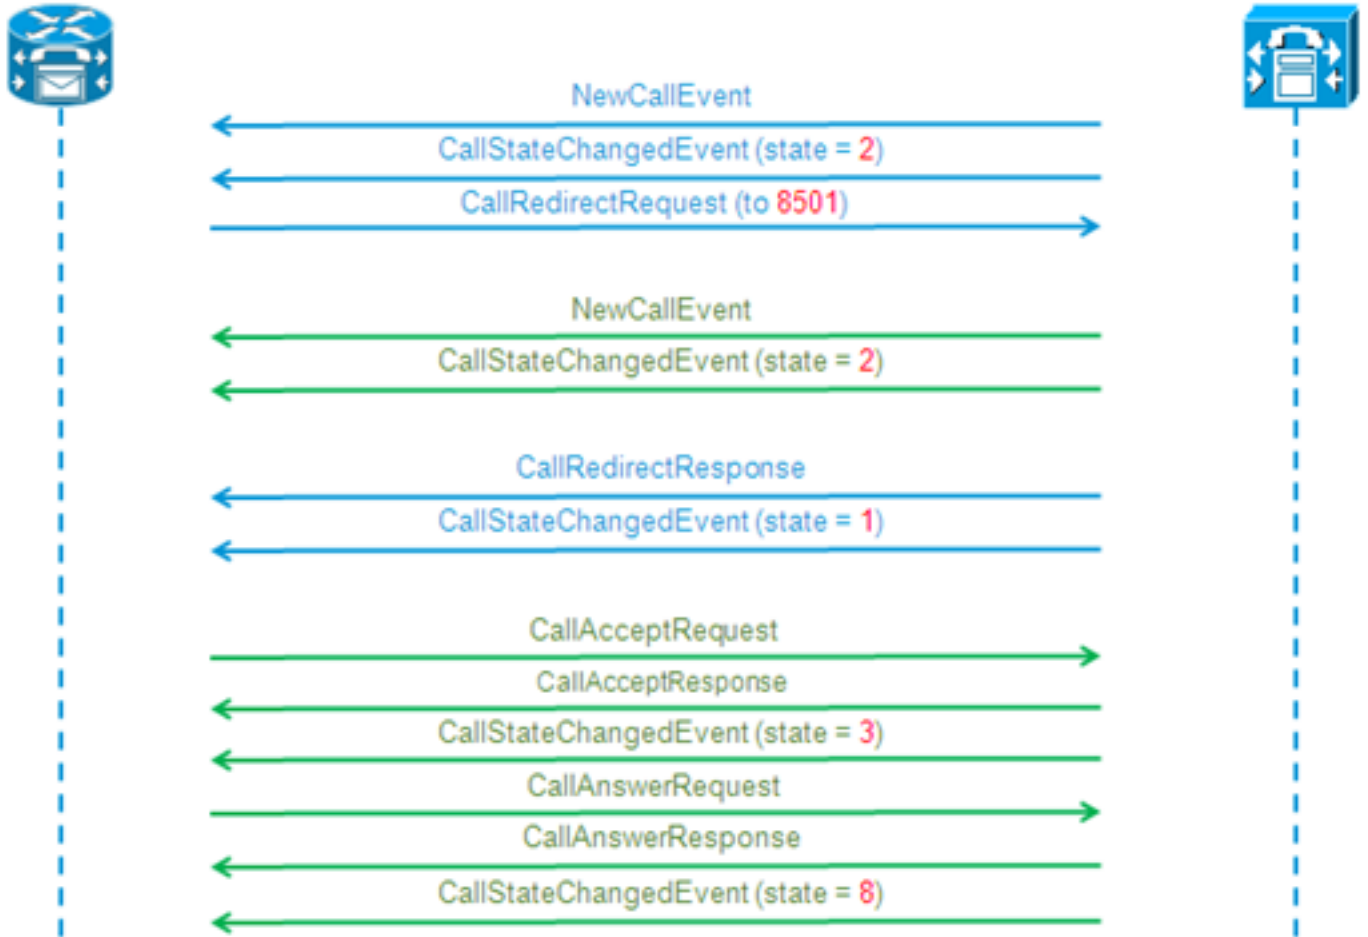 NewCallEvent
CallStateChangedEvent (state = 2)
CallRedirectRequest (to 8501)
NewCallEvent
CallStateChangedEvent (state = 2)
CallRedirectResponse
CallStateChangedEvent (state = 1)
CallAcceptRequest
CallAcceptResponse
CallStateChangedEvent (state = 3)
CallAnswerRequest
CallAnswerResponse
CallStateChangedEvent (state = 8)